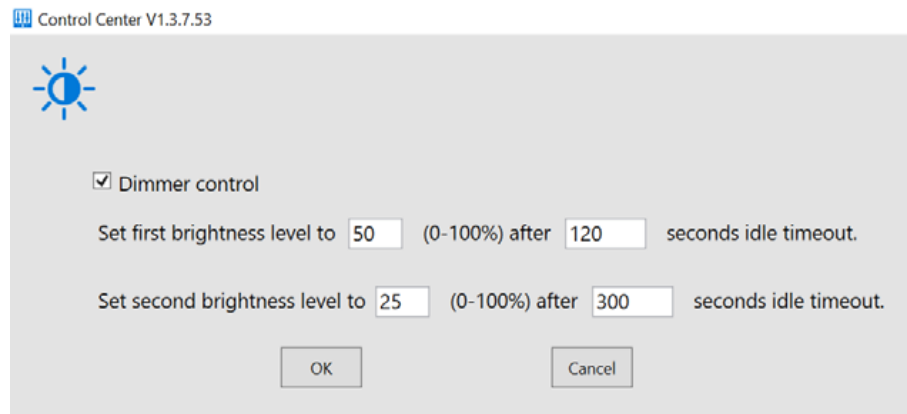 Control Center V1.3.7.53
Dimmer control
Set first brightness level to 50 (0-100%) after 120 seconds idle timeout.
Set second brightness level to 25 (0-100%) after 300 seconds idle timeout.
OK Cancel